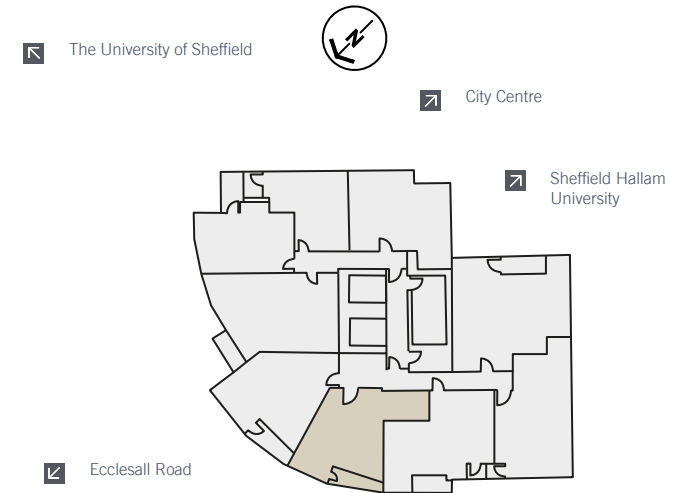 N
The University of Sheffield
City Centre
Sheffield Hallam
University
Ecclesall Road